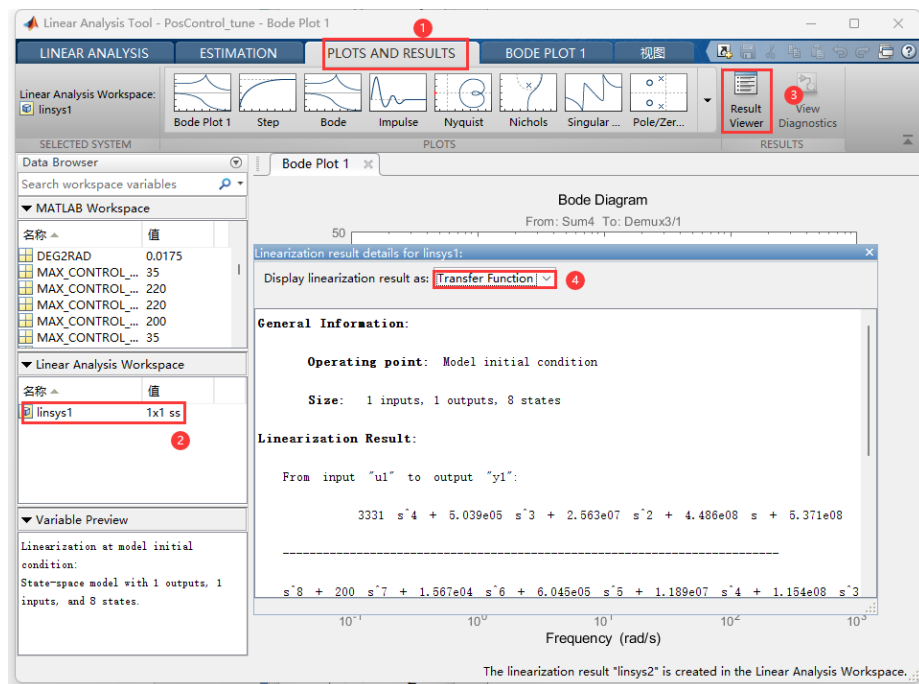 Linear Analysis Tool - PosControl_tune - Bode Plot 1
1
LINEAR ANALYSIS ESTIMATION PLOTS AND RESULTS BODE PLOT 1 视图
Linear Analysis Workspace:
linsys1
Bode Plot 1 Step Bode Impulse Nyquist Nichols Singular ... Pole/Zer...
Result Viewer
3
View Diagnostics
SELECTED SYSTEM PLOTS RESULTS
Data Browser
Bode Plot 1
Search workspace variables
MATLAB Workspace
名称 值
DEG2RAD 0.0175
MAX_CONTROL_... 35
MAX_CONTROL_... 220
MAX_CONTROL_... 220
MAX_CONTROL_... 200
MAX_CONTROL_... 35
Linear Analysis Workspace
名称 值
linsys1 1x1 ss
2
Variable Preview
Linearization at model initial
condition:
State-space model with 1 outputs, 1
inputs, and 8 states.
Bode Diagram
From: Sum4 To: Demux3/1
50
Linearization result details for linsys1:
Display linearization result as: Transfer Function
4
General Information:
Operating point: Model initial condition
Size: 1 inputs, 1 outputs, 8 states
Linearization Result:
From input "u1" to output "y1":
3331 s^4 + 5.039e05 s^3 + 2.563e07 s^2 + 4.486e08 s + 5.371e08
---------------------------------------------------------------------------
s^8 + 200 s^7 + 1.567e04 s^6 + 6.045e05 s^5 + 1.189e07 s^4 + 1.154e08 s^3
10^-1 10^0 10^1 10^2 10^3
Frequency (rad/s)
The linearization result "linsys2" is created in the Linear Analysis Workspace.